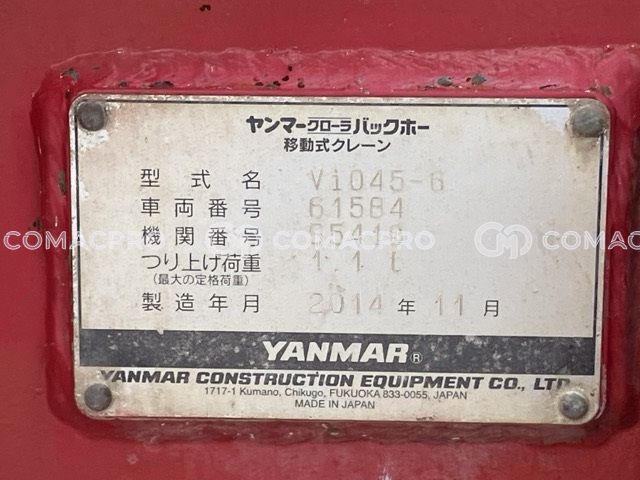 ヤンマークローラバックホー
移動式クレーン
型式名 ViO45-6
車両番号 61584
機関番号
つり上げ荷重 1.1t
(最大の定格荷重)
製造年月 2014年11月
YANMAR®
YANMAR CONSTRUCTION EQUIPMENT CO., LTD.
1717-1 Kumano, Chikugo, FUKUOKA 833-0055, JAPAN
MADE IN JAPAN
COMACPRO COMACPRO COMAC